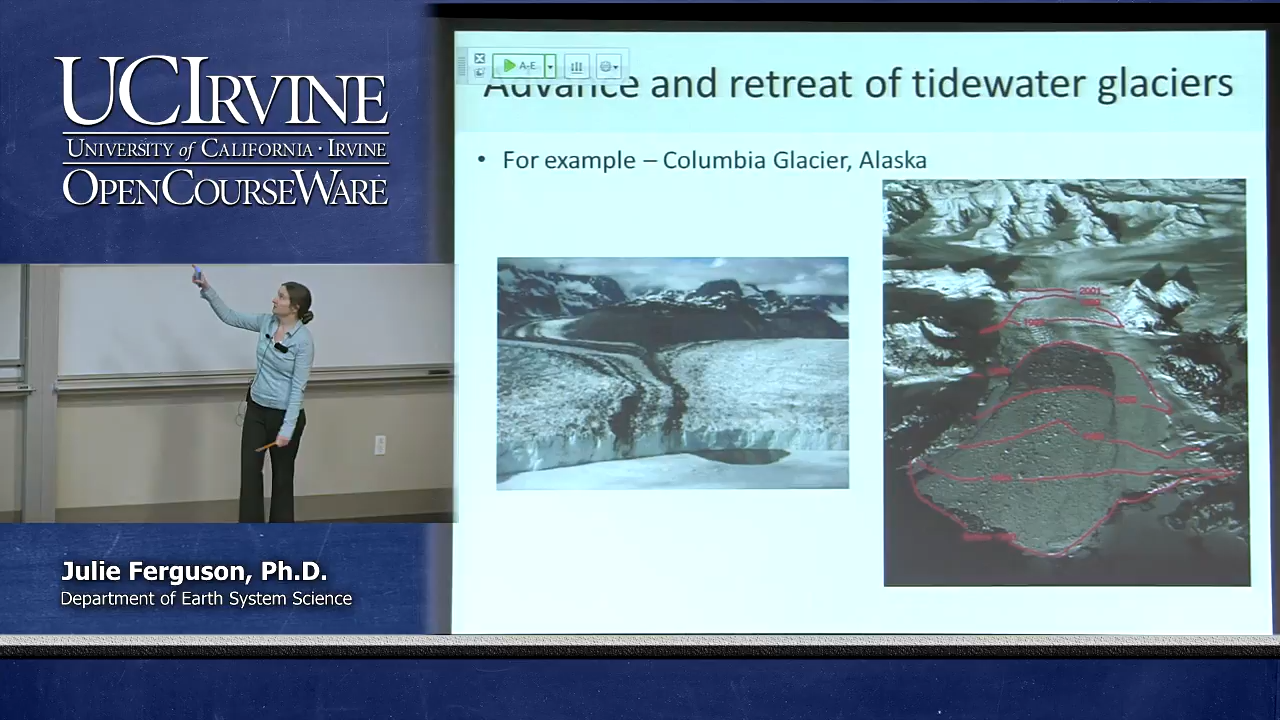 UCIRVINE
UNIVERSITY of CALIFORNIA · IRVINE
OPENCOURSEWARE
A-E
Advance and retreat of tidewater glaciers
• For example – Columbia Glacier, Alaska
2001
Julie Ferguson, Ph.D.
Department of Earth System Science